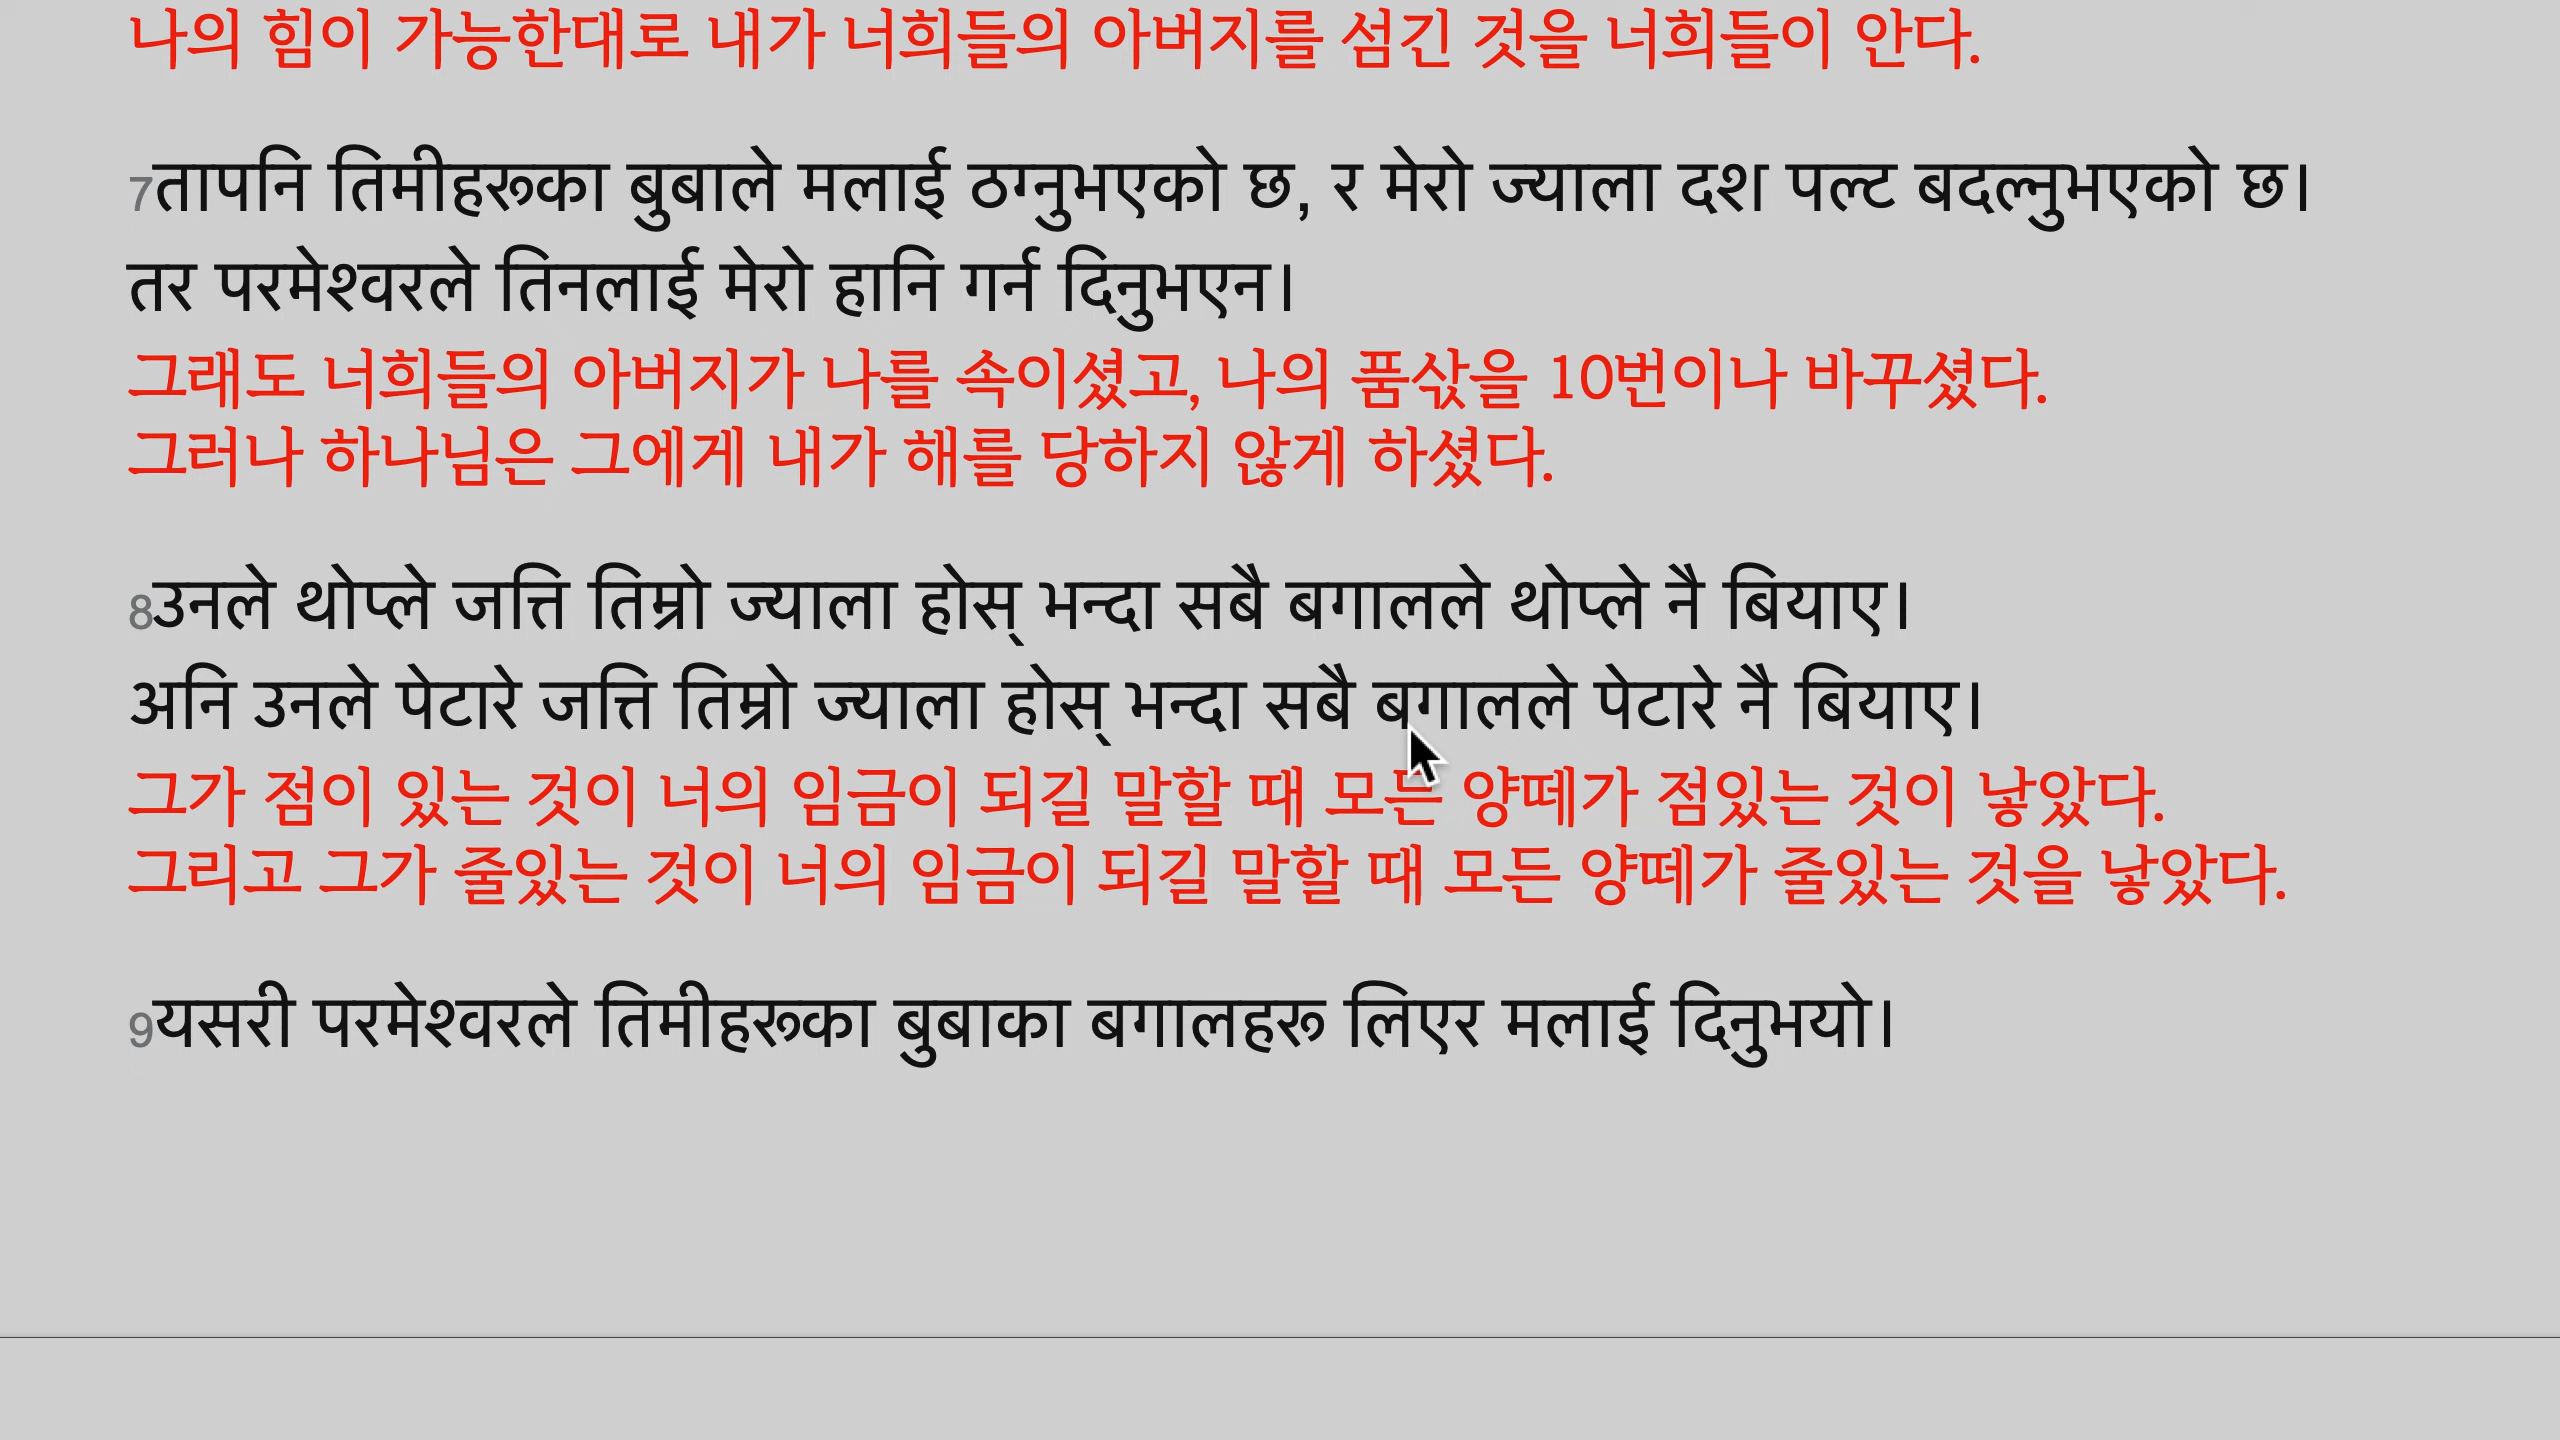 나의 힘이 가능한대로 내가 너희들의 아버지를 섬긴 것을 너희들이 안다.
7तापनि तिमीहरूका बुबाले मलाई ठग्नुभएको छ, र मेरो ज्याला दश पल्ट बदल्नुभएको छ।
तर परमेश्वरले तिनलाई मेरो हानि गर्न दिनुभएन।
그래도 너희들의 아버지가 나를 속이셨고, 나의 품삯을 10번이나 바꾸셨다.
그러나 하나님은 그에게 내가 해를 당하지 않게 하셨다.
8उनले थोप्ले जत्ति तिम्रो ज्याला होस् भन्दा सबै बगालले थोप्ले नै बियाए।
अनि उनले पेटारे जत्ति तिम्रो ज्याला होस् भन्दा सबै बगालले पेटारे नै बियाए।
그가 점이 있는 것이 너의 임금이 되길 말할 때 모든 양떼가 점있는 것이 낳았다.
그리고 그가 줄있는 것이 너의 임금이 되길 말할 때 모든 양떼가 줄있는 것을 낳았다.
9यसरी परमेश्वरले तिमीहरूका बुबाका बगालहरू लिएर मलाई दिनुभयो।